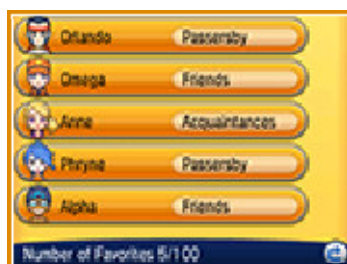 Orlando Passersby
Omega Friends
Anne Acquaintances
Phryne Passersby
Alpha Friends
Number of Favorites 5/100